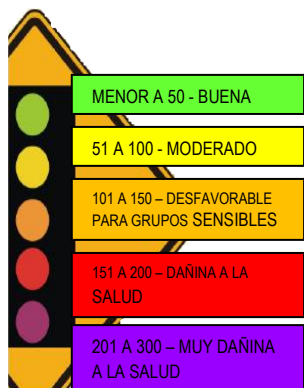 MENOR A 50 - BUENA
51 A 100 - MODERADO
101 A 150 – DESFAVORABLE
PARA GRUPOS SENSIBLES
151 A 200 – DAÑINA A LA
SALUD
201 A 300 – MUY DAÑINA
A LA SALUD